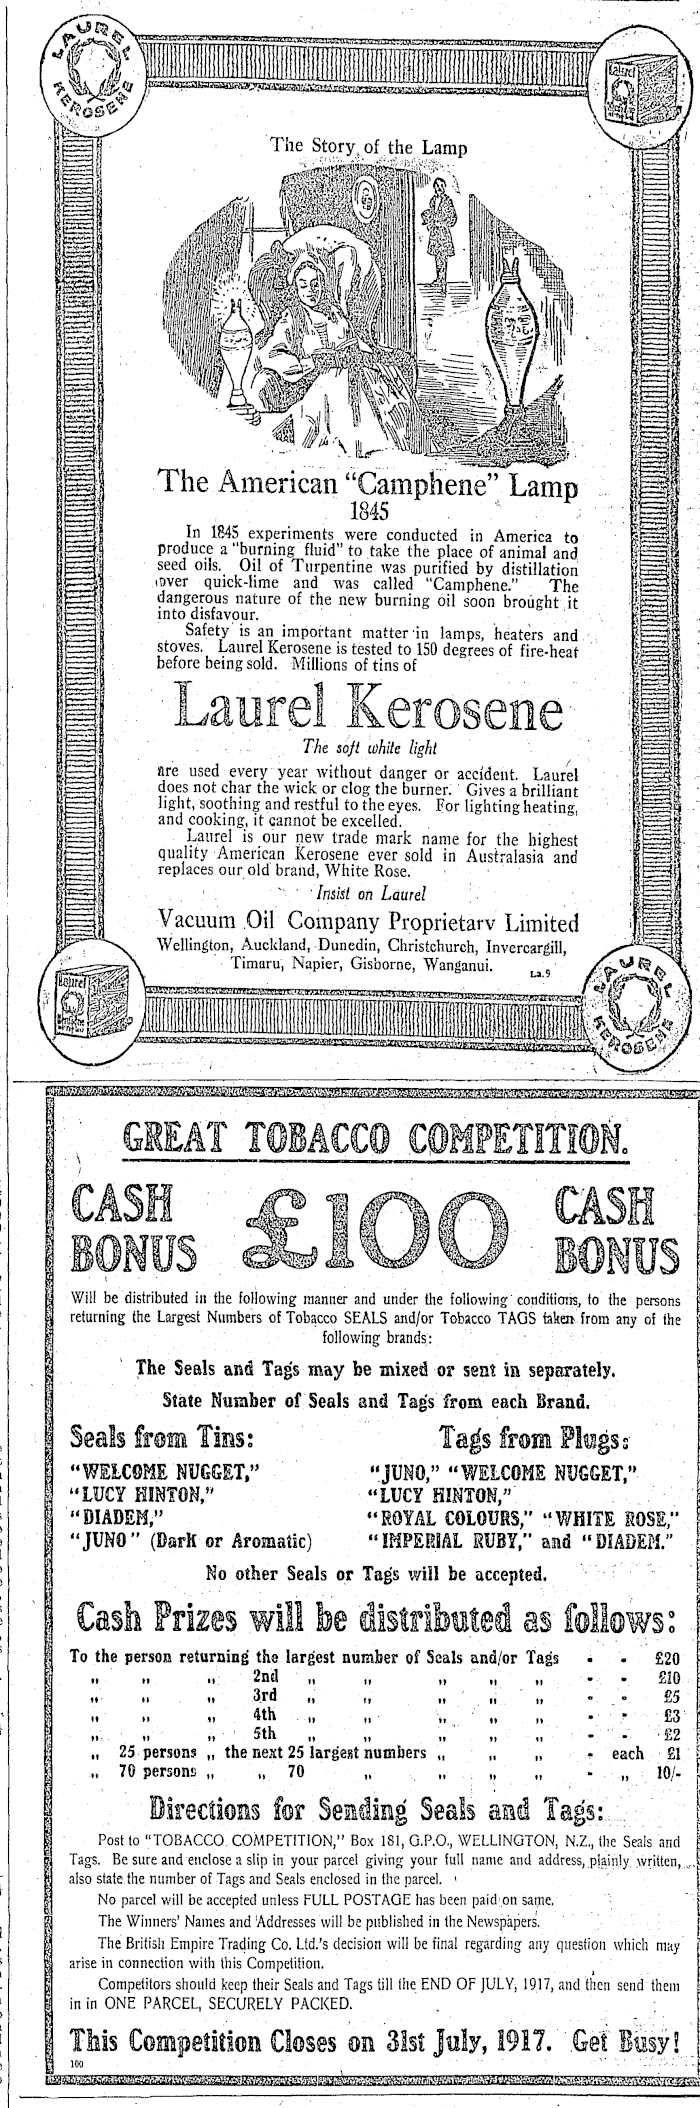 LAUREL
KEROSENE
Laurel
The Story of the Lamp
The American "Camphene" Lamp
1845
In 1845 experiments were conducted in America to
produce a "burning fluid" to take the place of animal and
seed oils. Oil of Turpentine was purified by distillation
over quick-lime and was called "Camphene." The
dangerous nature of the new burning oil soon brought it
into disfavour.
Safety is an important matter in lamps, heaters and
stoves. Laurel Kerosene is tested to 150 degrees of fire-heat
before being sold. Millions of tins of
Laurel Kerosene
The soft white light
are used every year without danger or accident. Laurel
does not char the wick or clog the burner. Gives a brilliant
light, soothing and restful to the eyes. For lighting heating,
and cooking, it cannot be excelled.
Laurel is our new trade mark name for the highest
quality American Kerosene ever sold in Australasia and
replaces our old brand, White Rose.
Insist on Laurel
Vacuum Oil Company Proprietary Limited
Wellington, Auckland, Dunedin, Christchurch, Invercargill,
Timaru, Napier, Gisborne, Wanganui.
La.9
Laurel
LAUREL
KEROSENE
GREAT TOBACCO COMPETITION.
CASH BONUS £100 CASH BONUS
Will be distributed in the following manner and under the following conditions, to the persons
returning the Largest Numbers of Tobacco SEALS and/or Tobacco TAGS taken from any of the
following brands:
The Seals and Tags may be mixed or sent in separately.
State Number of Seals and Tags from each Brand.
Seals from Tins: Tags from Plugs:
"WELCOME NUGGET," "JUNO," "WELCOME NUGGET,"
"LUCY HINTON," "LUCY HINTON,"
"DIADEM," "ROYAL COLOURS," "WHITE ROSE,"
"JUNO" (Dark or Aromatic) "IMPERIAL RUBY," and "DIADEM."
No other Seals or Tags will be accepted.
Cash Prizes will be distributed as follows:
To the person returning the largest number of Seals and/or Tags - - £20
„ „ „ 2nd „ „ „ „ „ - - £10
„ „ „ 3rd „ „ „ „ „ - - £5
„ „ „ 4th „ „ „ „ „ - - £3
„ „ „ 5th „ „ „ „ „ - - £2
„ 25 persons „ the next 25 largest numbers „ „ „ - each £1
„ 70 persons „ „ 70 „ „ „ „ - „ 10/-
Directions for Sending Seals and Tags:
Post to "TOBACCO COMPETITION," Box 181, G.P.O., WELLINGTON, N.Z., the Seals and
Tags. Be sure and enclose a slip in your parcel giving your full name and address, plainly written,
also state the number of Tags and Seals enclosed in the parcel.
No parcel will be accepted unless FULL POSTAGE has been paid on same.
The Winners' Names and Addresses will be published in the Newspapers.
The British Empire Trading Co. Ltd.'s decision will be final regarding any question which may
arise in connection with this Competition.
Competitors should keep their Seals and Tags till the END OF JULY, 1917, and then send them
in in ONE PARCEL, SECURELY PACKED.
This Competition Closes on 31st July, 1917. Get Busy!
100